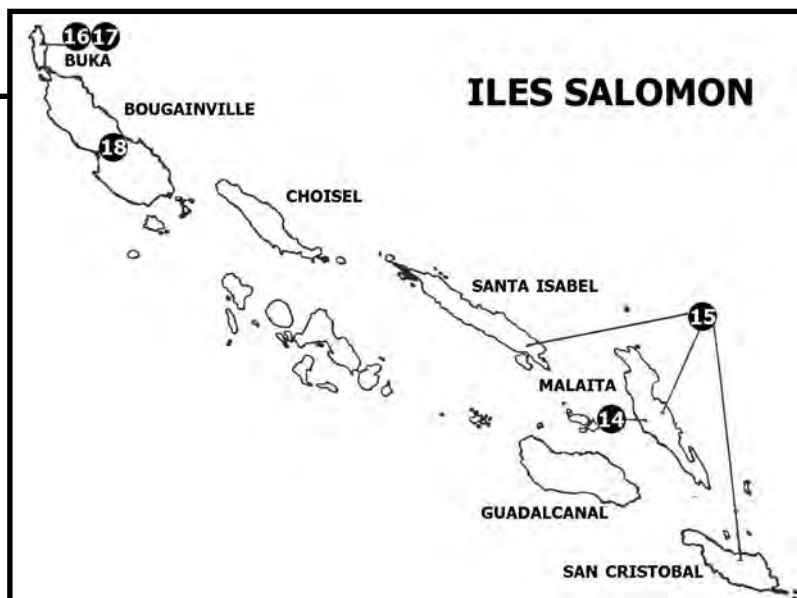 16 17
BUKA
ILES SALOMON
BOUGAINVILLE
18
CHOISEL
SANTA ISABEL
15
MALAITA
14
GUADALCANAL
SAN CRISTOBAL